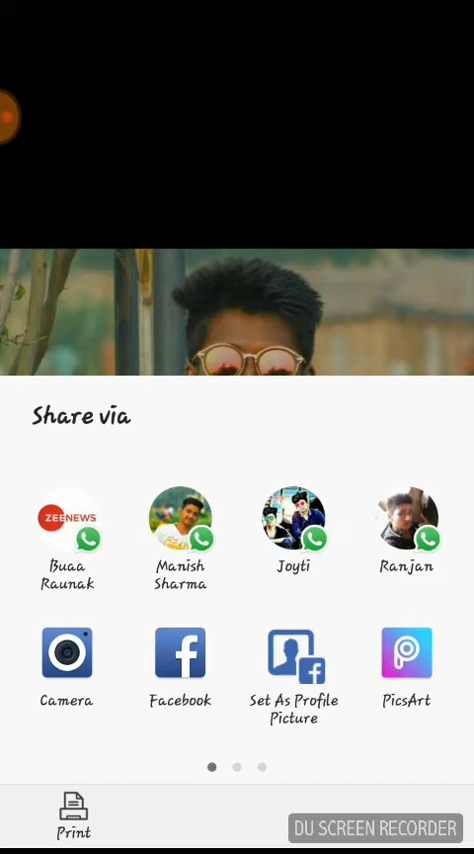 Share via
ZEENEWS
Buaa
Raunak
Manish
Sharma
Joyti
Ranjan
Camera
Facebook
Set As Profile
Picture
PicsArt
Print
DU SCREEN RECORDER